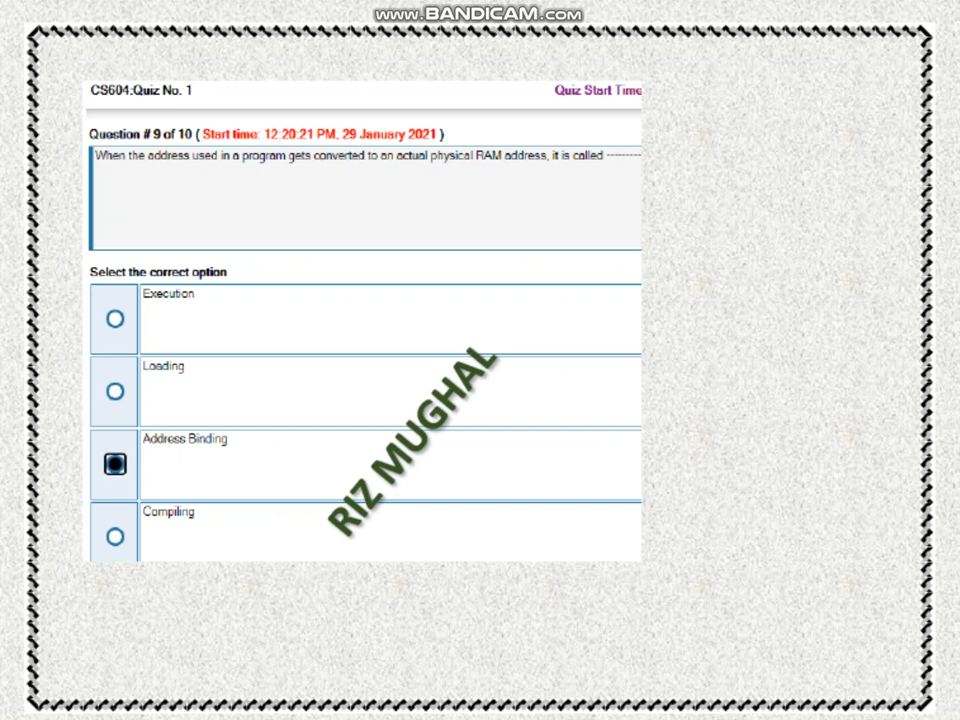 www.BANDICAM.com
CS604:Quiz No. 1
Quiz Start Time
Question # 9 of 10 ( Start time: 12:20:21 PM, 29 January 2021 )
When the address used in a program gets converted to an actual physical RAM address, it is called ---------
Select the correct option
Execution
Loading
Address Binding
Compiling
RIZ MUGHAL